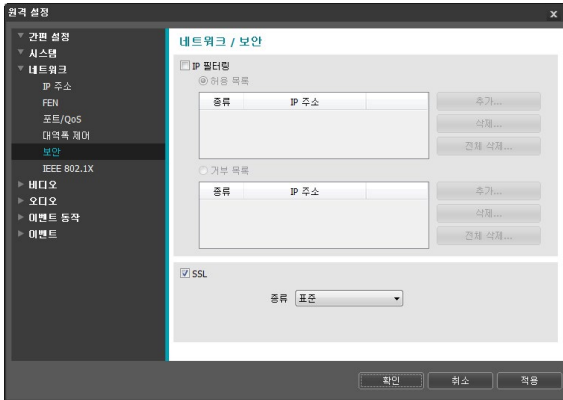 원격 설정
x
간편 설정
시스템
네트워크
IP 주소
FEN
포트/QoS
대역폭 제어
보안
IEEE 802.1X
비디오
오디오
이벤트 동작
이벤트
네트워크 / 보안
IP 필터링
허용 목록
종류 IP 주소
추가...
삭제...
전체 삭제...
거부 목록
종류 IP 주소
추가...
삭제...
전체 삭제...
SSL
종류 표준
확인 취소 적용